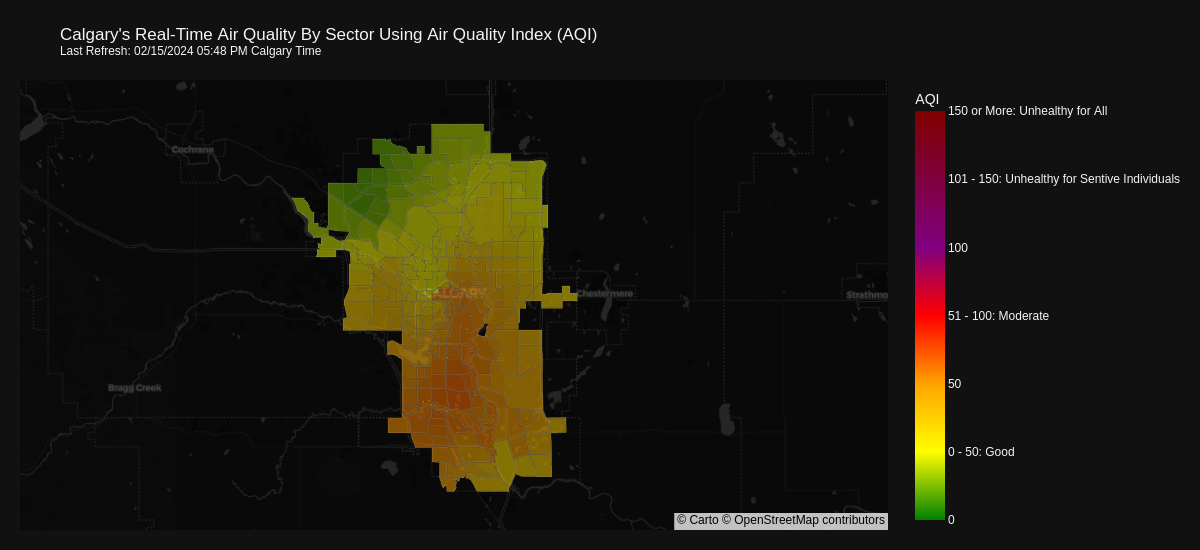 Calgary's Real-Time Air Quality By Sector Using Air Quality Index (AQI)
Last Refresh: 02/15/2024 05:48 PM Calgary Time
AQI
150 or More: Unhealthy for All
Cochrane
101 - 150: Unhealthy for Sentive Individuals
100
CALGARY
Chestermere
Strathmo
51 - 100: Moderate
Bragg Creek
50
0 - 50: Good
0
© Carto © OpenStreetMap contributors